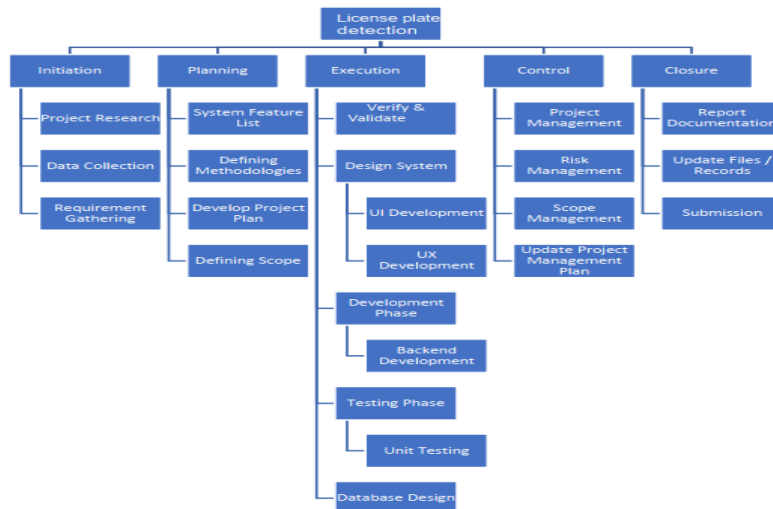 License plate
detection
Initiation
Planning
Execution
Control
Closure
Project Research
Data Collection
Requirement
Gathering
System Feature
List
Defining
Methodologies
Develop Project Plan
Defining Scope
Verify &
Validate
Design System
UI Development
UX
Development
Development
Phase
Backend
Development
Testing Phase
Unit Testing
Database Design
Project
Management
Risk
Management
Scope
Management
Update Project
Management
Plan
Report
Documentation
Update Files /
Records
Submission